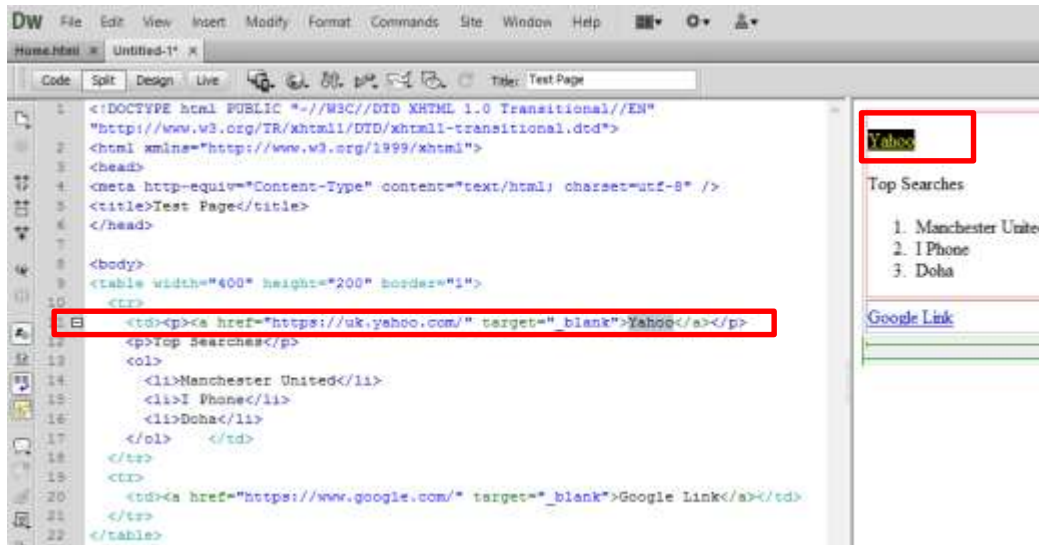 DW File Edit View Insert Modify Format Commands Site Window Help
Home.html × Untitled-1* ×
Code Split Design Live Title: Test Page
1 <!DOCTYPE html PUBLIC "-//W3C//DTD XHTML 1.0 Transitional//EN"
"http://www.w3.org/TR/xhtml1/DTD/xhtml1-transitional.dtd">
2 <html xmlns="http://www.w3.org/1999/xhtml">
3 <head>
4 <meta http-equiv="Content-Type" content="text/html; charset=utf-8" />
5 <title>Test Page</title>
6 </head>
7
8 <body>
9 <table width="400" height="200" border="1">
10 <tr>
11 <td><p><a href="https://uk.yahoo.com/" target="_blank">Yahoo</a></p>
12 <p>Top Searches</p>
13 <ol>
14 <li>Manchester United</li>
15 <li>I Phone</li>
16 <li>Doha</li>
17 </ol> </td>
18 </tr>
19 <tr>
20 <td><a href="https://www.google.com/" target="_blank">Google Link</a></td>
21 </tr>
22 </table>
Yahoo
Top Searches
1. Manchester Unite
2. I Phone
3. Doha
Google Link